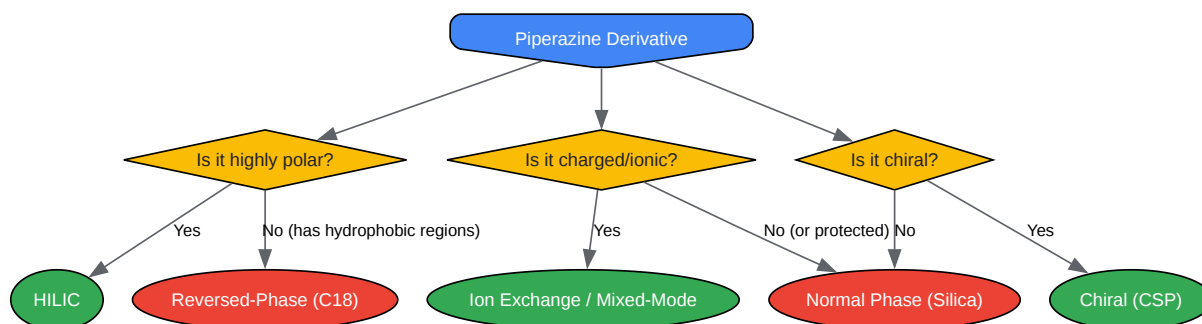 Piperazine Derivative
Is it highly polar?
Is it charged/ionic?
Is it chiral?
Yes
No (has hydrophobic regions)
Yes
No (or protected)
No
Yes
HILIC
Reversed-Phase (C18)
Ion Exchange / Mixed-Mode
Normal Phase (Silica)
Chiral (CSP)